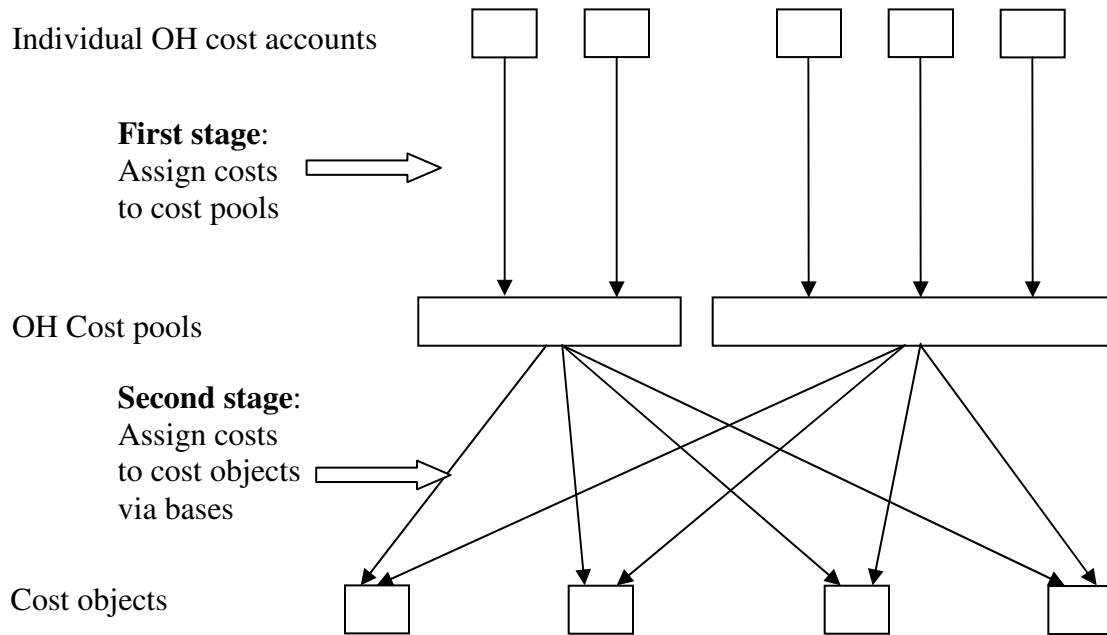 Individual OH cost accounts
First stage:
Assign costs
to cost pools
OH Cost pools
Second stage:
Assign costs
to cost objects
via bases
Cost objects